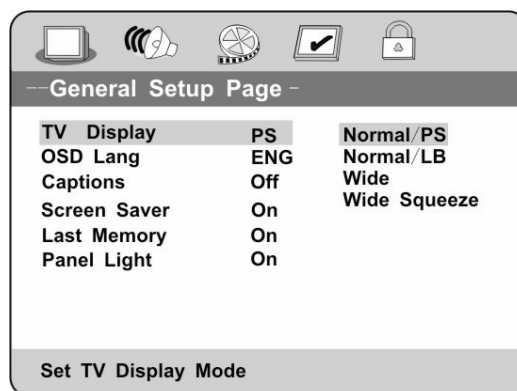 --General Setup Page -
TV Display PS Normal/PS
OSD Lang ENG Normal/LB
Captions Off Wide
Screen Saver On Wide Squeeze
Last Memory On
Panel Light On
Set TV Display Mode